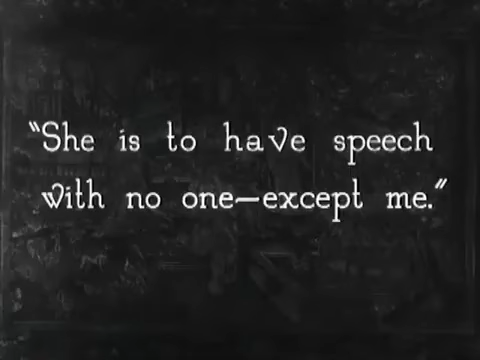 "She is to have speech
with no one—except me."